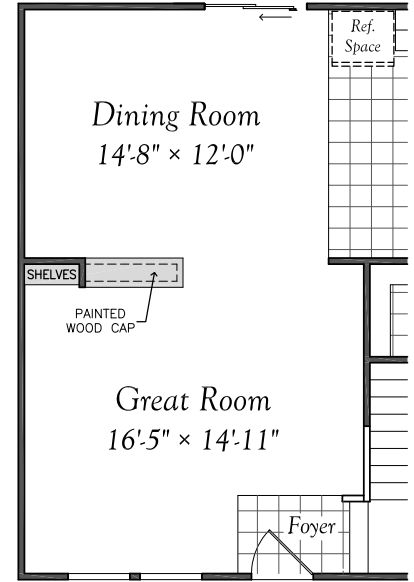 Ref.
Space
Dining Room
14'-8" × 12'-0"
SHELVES
PAINTED
WOOD CAP
Great Room
16'-5" × 14'-11"
Foyer